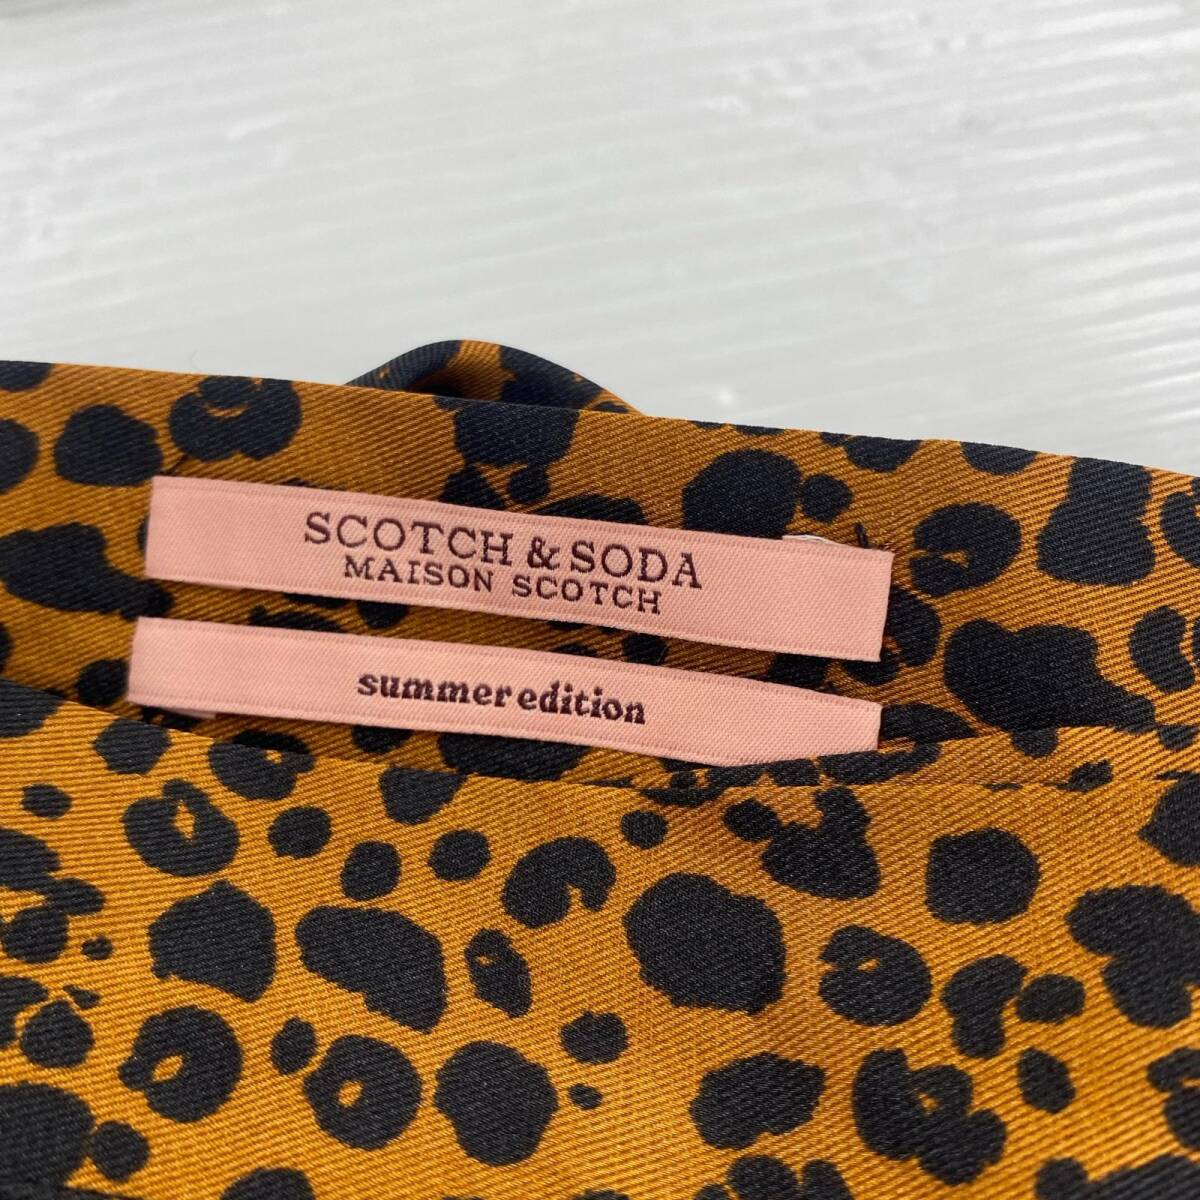 SCOTCH & SODA
MAISON SCOTCH
summer edition